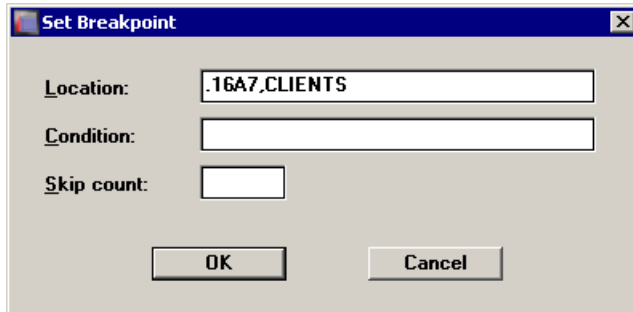 Set Breakpoint
Location: .16A7,CLIENTS
Condition:
Skip count:
OK Cancel